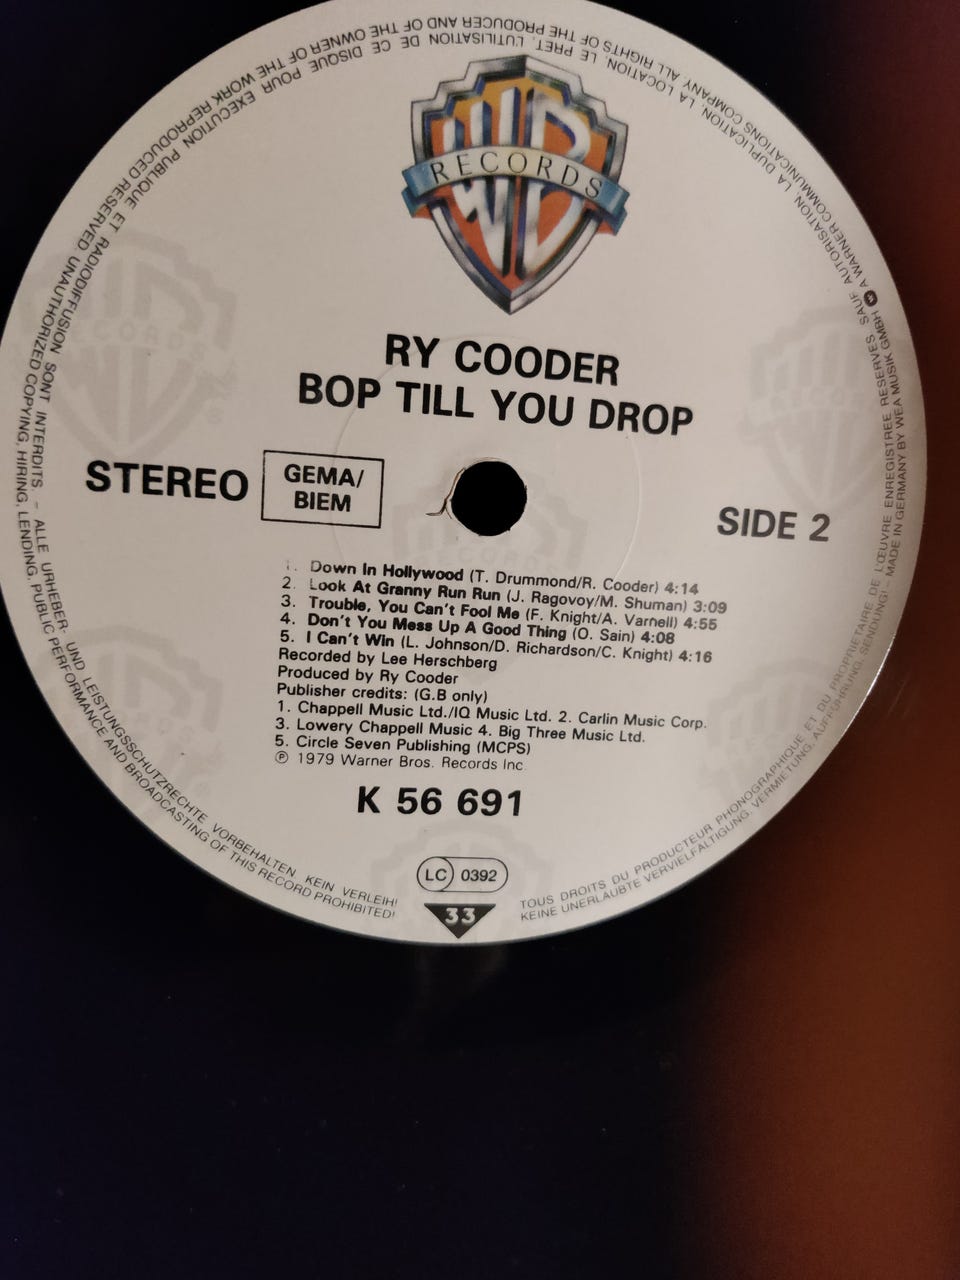 WB
RECORDS
RY COODER
BOP TILL YOU DROP
STEREO
GEMA/
BIEM
SIDE 2
1. Down In Hollywood (T. Drummond/R. Cooder) 4:14
2. Look At Granny Run Run (J. Ragovoy/M. Shuman) 3:09
3. Trouble, You Can't Fool Me (F. Knight/A. Varnell) 4:55
4. Don't You Mess Up A Good Thing (O. Sain) 4:08
5. I Can't Win (L. Johnson/D. Richardson/C. Knight) 4:16
Recorded by Lee Herschberg
Produced by Ry Cooder
Publisher credits: (G.B only)
1. Chappell Music Ltd./IQ Music Ltd. 2. Carlin Music Corp.
3. Lowery Chappell Music 4. Big Three Music Ltd.
5. Circle Seven Publishing (MCPS)
℗ 1979 Warner Bros. Records Inc.
K 56 691
LC 0392
33
TOUS DROITS DU PRODUCTEUR PHONOGRAPHIQUE ET DU PROPRIETAIRE DE L'ŒUVRE ENREGISTREE RESERVES SAUF AUTORISATION LA DUPLICATION, LA LOCATION, LE PRET, L'UTILISATION DE CE DISQUE POUR EXECUTION PUBLIQUE ET RADIODIFFUSION SONT INTERDITS. – ALLE URHEBER- UND LEISTUNGSSCHUTZRECHTE VORBEHALTEN KEIN VERLEIH!
KEINE UNERLAUBTE VERVIELFÄLTIGUNG, VERMIETUNG, AUFFÜHRUNG, SENDUNG! – MADE IN GERMANY BY WEA MUSIK GMBH A WARNER COMMUNICATIONS COMPANY ALL RIGHTS OF THE PRODUCER AND OF THE OWNER OF THE WORK REPRODUCED RESERVED UNAUTHORIZED COPYING, HIRING, LENDING, PUBLIC PERFORMANCE AND BROADCASTING OF THIS RECORD PROHIBITED!